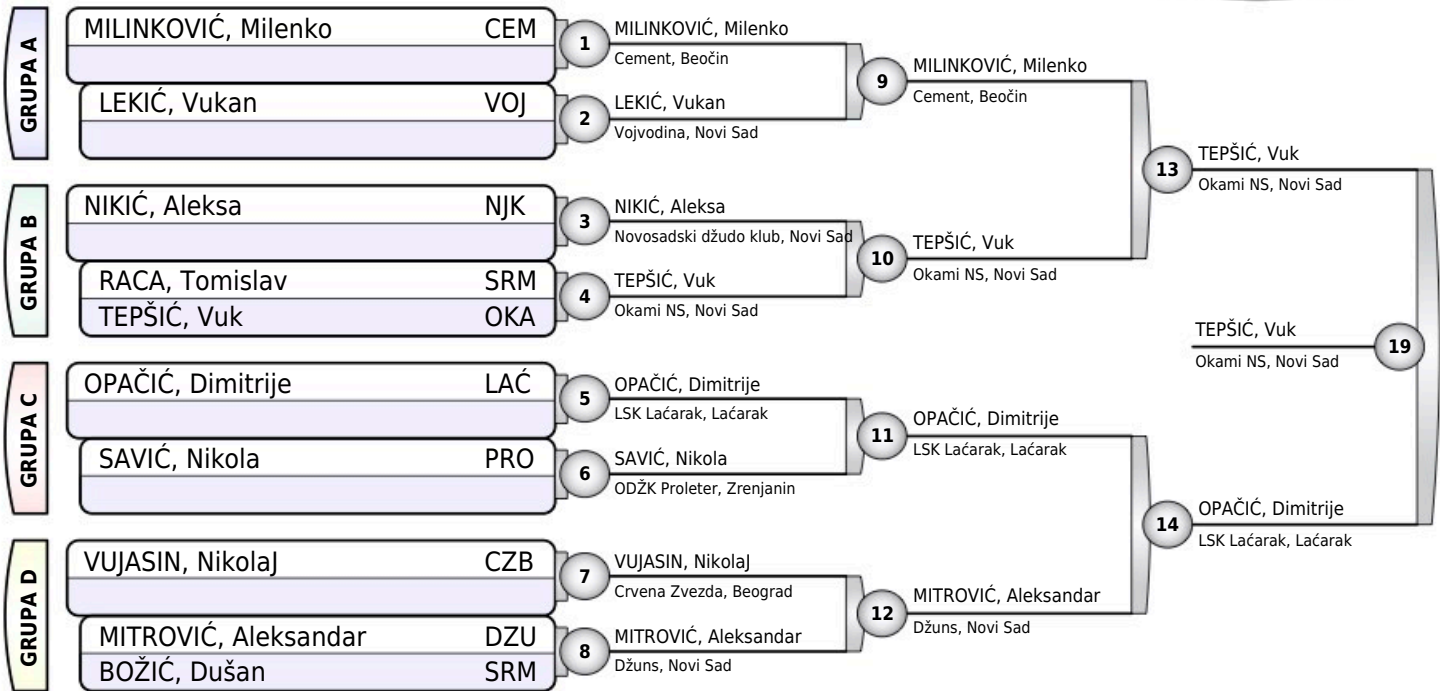 GRUPA A
MILINKOVIĆ, Milenko CEM
LEKIĆ, Vukan VOJ
GRUPA B
NIKIĆ, Aleksa NJK
RACA, Tomislav SRM
TEPŠIĆ, Vuk OKA
GRUPA C
OPAČIĆ, Dimitrije LAĆ
SAVIĆ, Nikola PRO
GRUPA D
VUJASIN, NikolaJ CZB
MITROVIĆ, Aleksandar DZU
BOŽIĆ, Dušan SRM
1 MILINKOVIĆ, Milenko
Cement, Beočin
2 LEKIĆ, Vukan
Vojvodina, Novi Sad
3 NIKIĆ, Aleksa
Novosadski džudo klub, Novi Sad
4 TEPŠIĆ, Vuk
Okami NS, Novi Sad
5 OPAČIĆ, Dimitrije
LSK Laćarak, Laćarak
6 SAVIĆ, Nikola
ODŽK Proleter, Zrenjanin
7 VUJASIN, NikolaJ
Crvena Zvezda, Beograd
8 MITROVIĆ, Aleksandar
Džuns, Novi Sad
9 MILINKOVIĆ, Milenko
Cement, Beočin
10 TEPŠIĆ, Vuk
Okami NS, Novi Sad
11 OPAČIĆ, Dimitrije
LSK Laćarak, Laćarak
12 MITROVIĆ, Aleksandar
Džuns, Novi Sad
13 TEPŠIĆ, Vuk
Okami NS, Novi Sad
14 OPAČIĆ, Dimitrije
LSK Laćarak, Laćarak
TEPŠIĆ, Vuk 19
Okami NS, Novi Sad